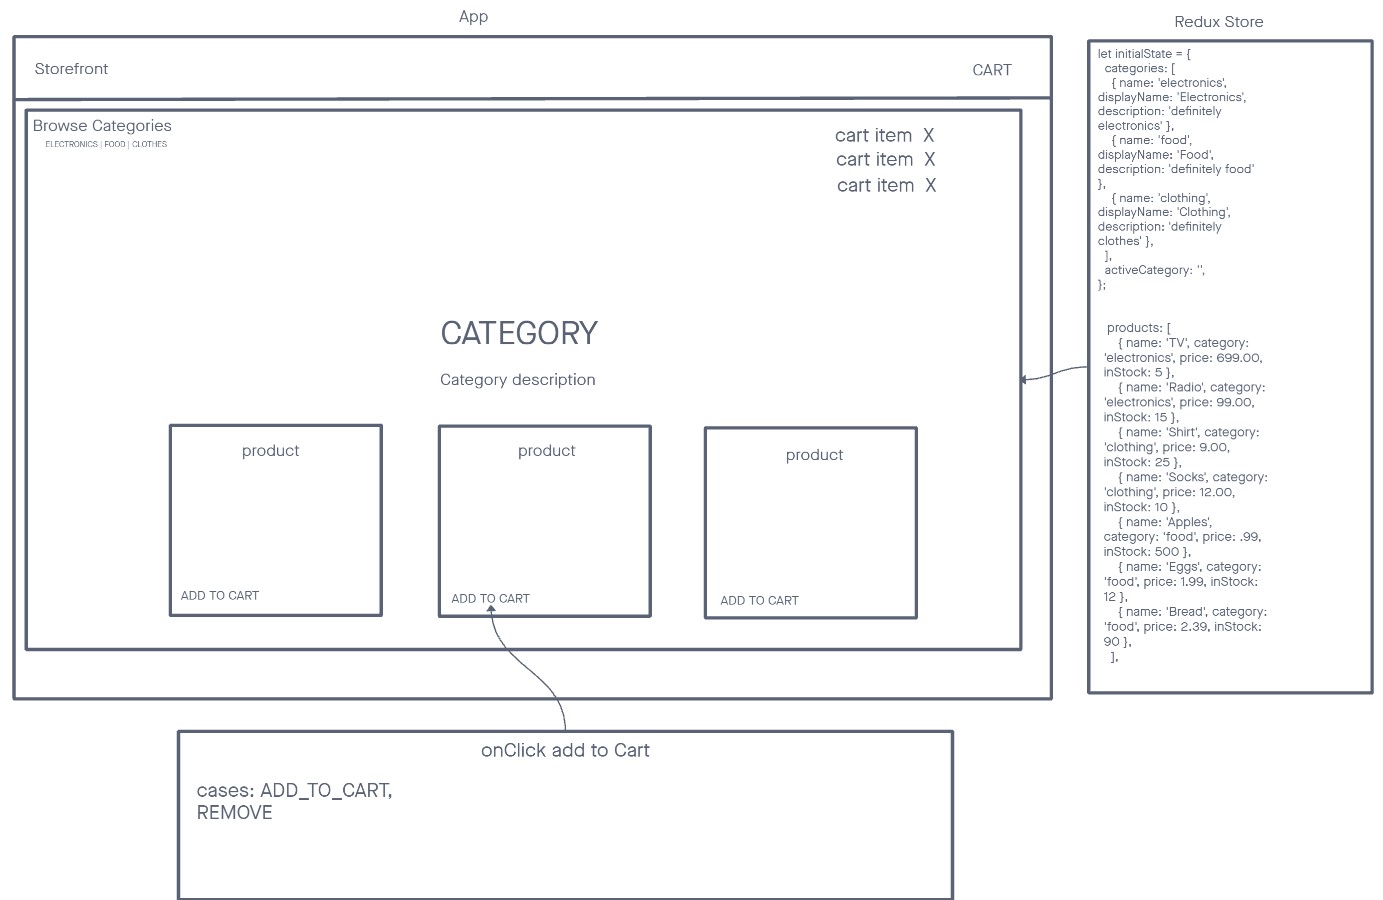 App
Storefront
CART
Browse Categories
ELECTRONICS | FOOD | CLOTHES
cart item X
cart item X
cart item X
CATEGORY
Category description
product
ADD TO CART
product
ADD TO CART
product
ADD TO CART
onClick add to Cart
cases: ADD_TO_CART,
REMOVE
Redux Store
let initialState = {
categories: [
{ name: 'electronics',
displayName: 'Electronics',
description: 'definitely
electronics' },
{ name: 'food',
displayName: 'Food',
description: 'definitely food'
},
{ name: 'clothing',
displayName: 'Clothing',
description: 'definitely
clothes' },
],
activeCategory: '',
};
products: [
{ name: 'TV', category:
'electronics', price: 699.00,
inStock: 5 },
{ name: 'Radio', category:
'electronics', price: 99.00,
inStock: 15 },
{ name: 'Shirt', category:
'clothing', price: 9.00,
inStock: 25 },
{ name: 'Socks', category:
'clothing', price: 12.00,
inStock: 10 },
{ name: 'Apples',
category: 'food', price: .99,
inStock: 500 },
{ name: 'Eggs', category:
'food', price: 1.99, inStock:
12 },
{ name: 'Bread', category:
'food', price: 2.39, inStock:
90 },
],